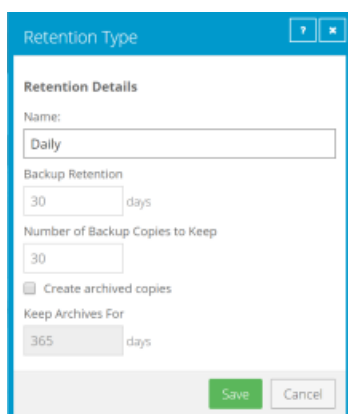 Retention Type ? ×
Retention Details
Name:
Daily
Backup Retention
30 days
Number of Backup Copies to Keep
30
Create archived copies
Keep Archives For
365 days
Save Cancel